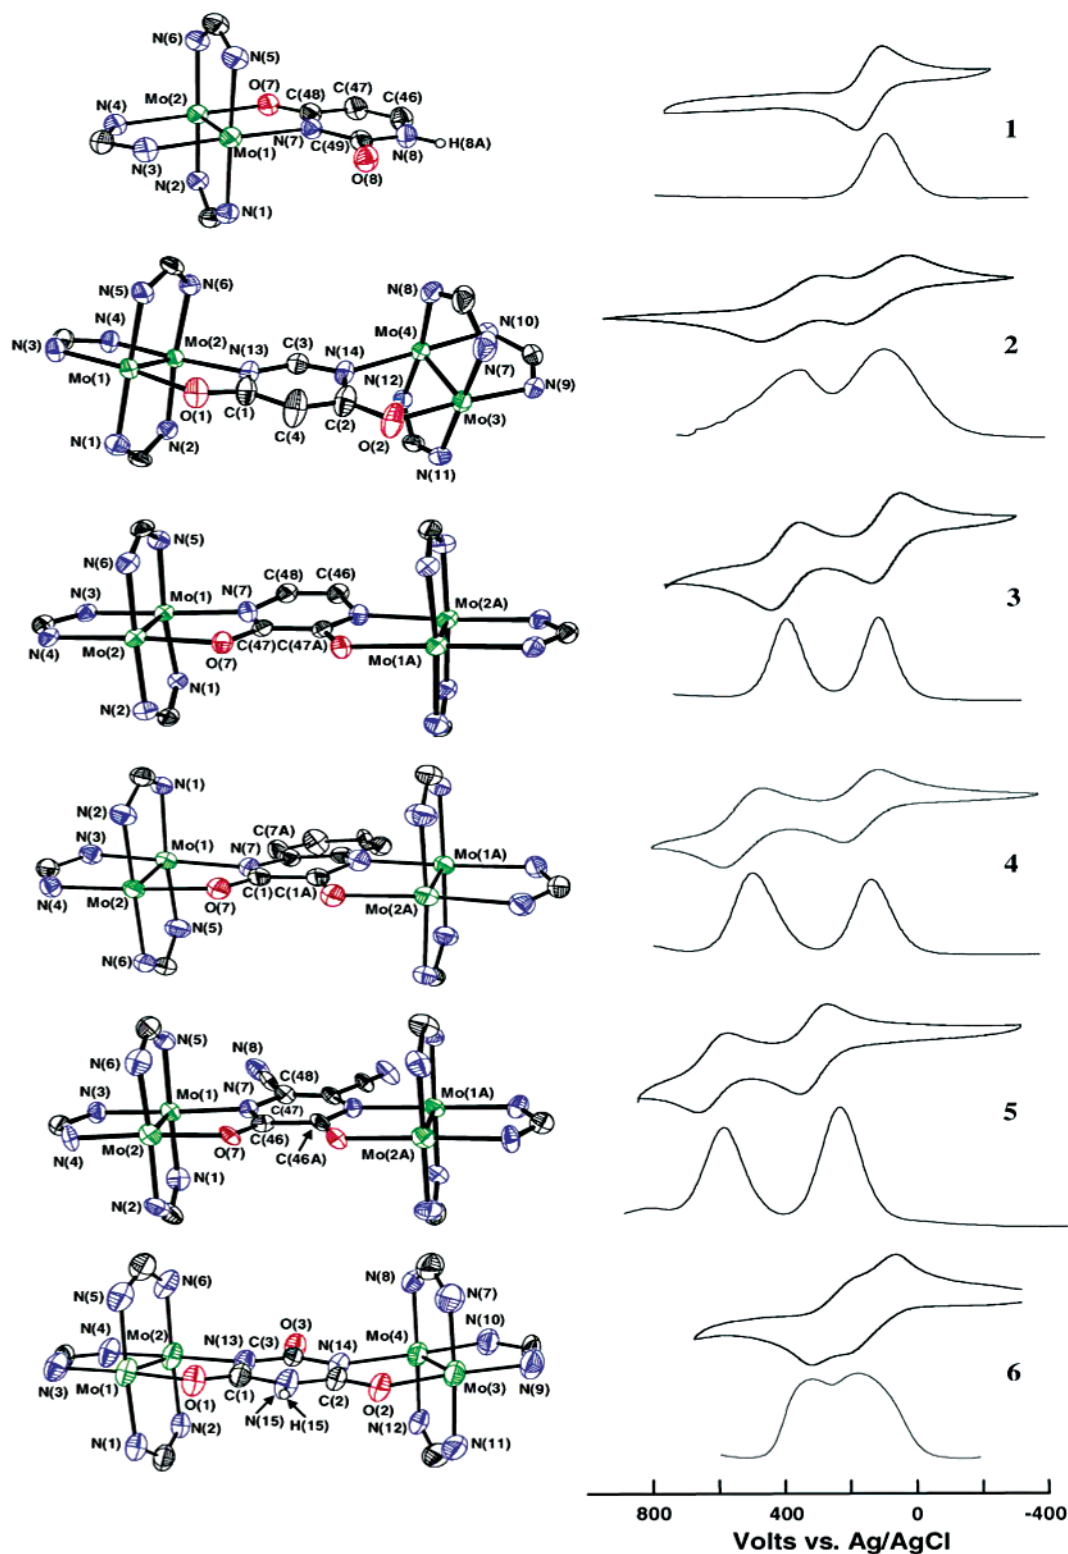 N(6)
N(5)
C(47)
C(48)
C(46)
O(7)
Mo(2)
N(4)
N(7)
C(49)
N(8)
H(8A)
Mo(1)
N(3)
O(8)
N(2)
N(1)
1
N(5)
N(6)
N(8)
N(4)
Mo(4)
N(10)
N(3)
Mo(2)
N(13)
C(3)
N(14)
N(7)
Mo(1)
N(12)
N(9)
O(1)
C(1)
C(4)
C(2)
Mo(3)
O(2)
N(1)
N(2)
N(11)
2
N(5)
N(6)
C(48)
C(46)
N(3)
Mo(1)
N(7)
Mo(2A)
N(4)
Mo(2)
O(7)
C(47)
C(47A)
Mo(1A)
N(1)
N(2)
3
N(1)
N(2)
C(7A)
N(3)
Mo(1)
N(7)
Mo(1A)
N(4)
Mo(2)
O(7)
C(1)
C(1A)
Mo(2A)
N(5)
N(6)
4
N(5)
N(6)
N(8)
C(48)
N(3)
Mo(1)
N(7)
C(47)
Mo(1A)
N(4)
Mo(2)
O(7)
C(46)
Mo(2A)
C(46A)
N(1)
N(2)
5
N(6)
N(8)
N(5)
N(7)
O(3)
N(4)
Mo(2)
N(13)
C(3)
N(14)
Mo(4)
N(10)
N(3)
Mo(1)
O(1)
C(1)
C(2)
O(2)
Mo(3)
N(9)
N(15)
H(15)
N(2)
N(12)
N(1)
N(11)
6
800 400 0 -400
Volts vs. Ag/AgCl